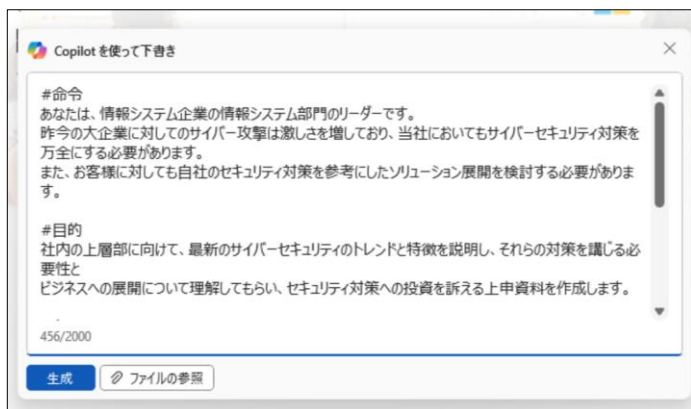 Copilot を使って下書き
#命令
あなたは、情報システム企業の情報システム部門のリーダーです。
昨今の大企業に対してのサイバー攻撃は激しさを増しており、当社においてもサイバーセキュリティ対策を
万全にする必要があります。
また、お客様に対しても自社のセキュリティ対策を参考にしたソリューション展開を検討する必要がありま
す。
#目的
社内の上層部に向けて、最新のサイバーセキュリティのトレンドと特徴を説明し、それらの対策を講じる必
要性と
ビジネスへの展開について理解してもらい、セキュリティ対策への投資を訴える上申資料を作成します。
456/2000
生成
ファイルの参照